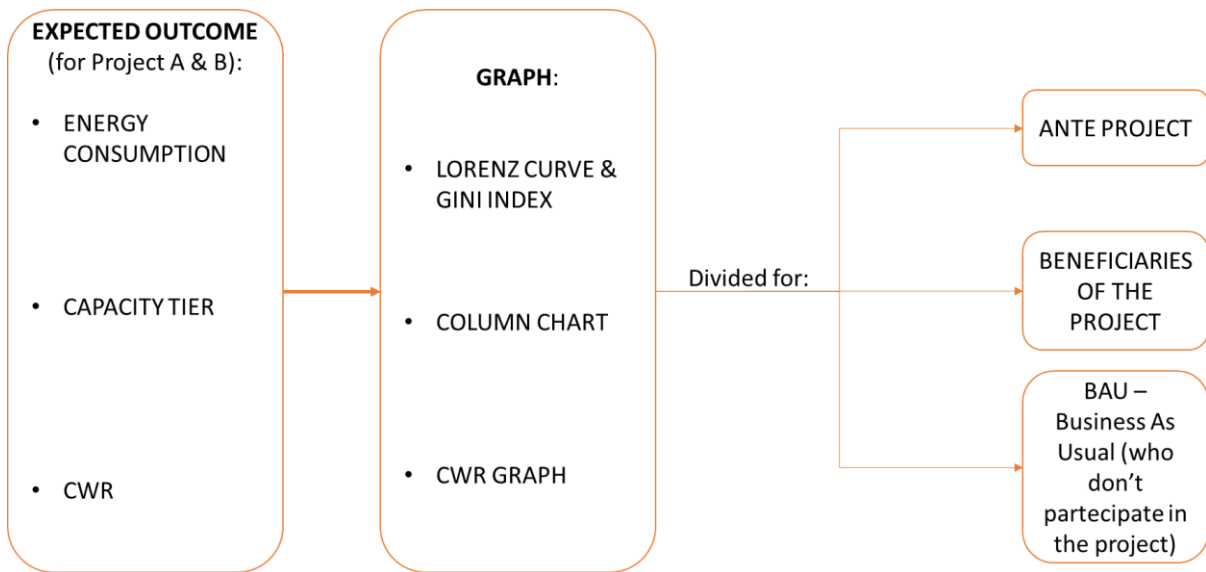 EXPECTED OUTCOME
(for Project A & B):
• ENERGY
CONSUMPTION
• CAPACITY TIER
• CWR
GRAPH:
• LORENZ CURVE &
GINI INDEX
• COLUMN CHART
• CWR GRAPH
Divided for:
ANTE PROJECT
BENEFICIARIES
OF THE
PROJECT
BAU –
Business As
Usual (who
don’t
partecipate in
the project)